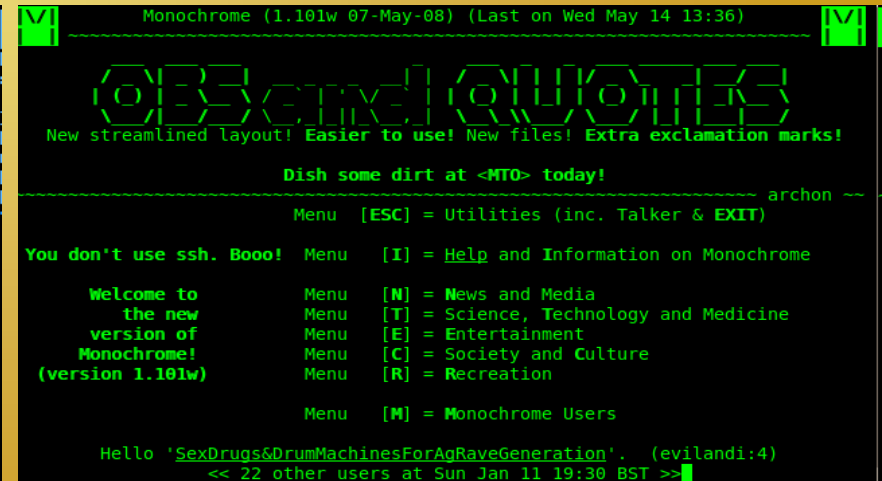 Monochrome (1.101w 07-May-08) (Last on Wed May 14 13:36)
OBS and QUOTES
New streamlined layout! Easier to use! New files! Extra exclamation marks!
Dish some dirt at <MTO> today!
archon
Menu [ESC] = Utilities (inc. Talker & EXIT)
You don't use ssh. Booo! Menu [I] = Help and Information on Monochrome
Welcome to Menu [N] = News and Media
the new Menu [T] = Science, Technology and Medicine
version of Menu [E] = Entertainment
Monochrome! Menu [C] = Society and Culture
(version 1.101w) Menu [R] = Recreation
Menu [M] = Monochrome Users
Hello 'SexDrugs&DrumMachinesForAgRaveGeneration'. (evilandi:4)
<< 22 other users at Sun Jan 11 19:30 BST >>